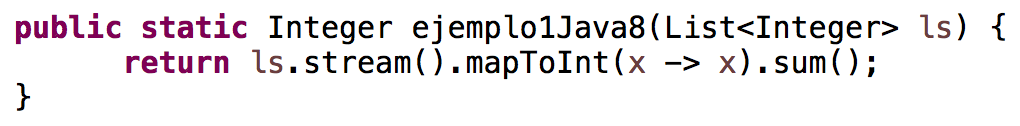 public static Integer ejemplo1Java8(List<Integer> ls) {
return ls.stream().mapToInt(x -> x).sum();
}